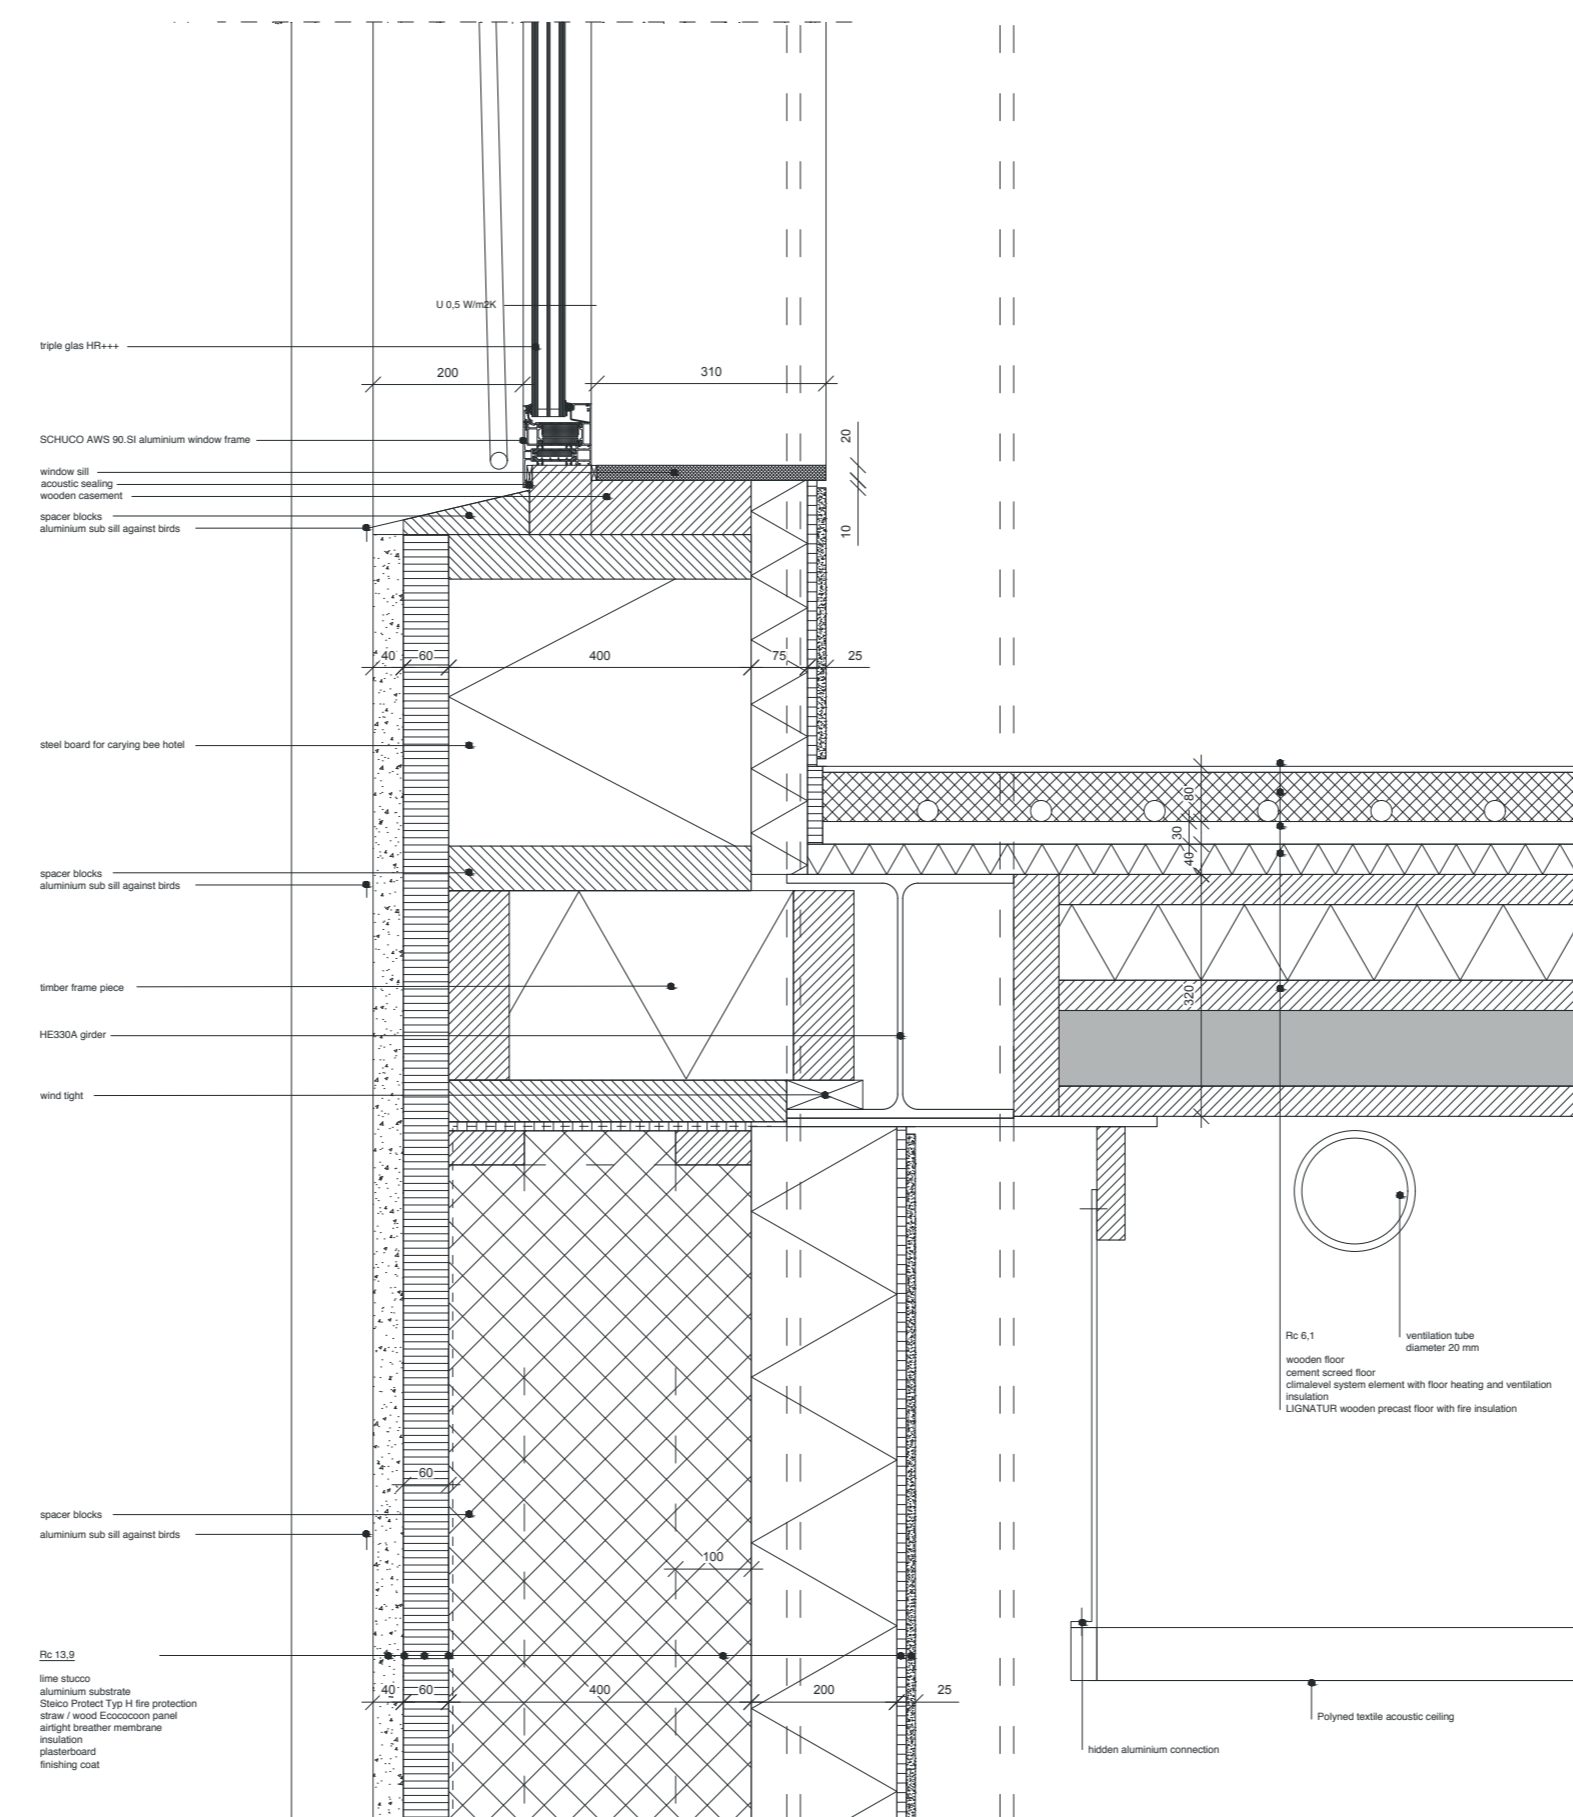 U 0,5 W/m2K
triple glas HR+++
200
310
SCHUCO AWS 90.SI aluminium window frame
20
window sill
acoustic sealing
wooden casement
spacer blocks
aluminium sub sill against birds
10
40
60
400
75
25
steel board for carying bee hotel
80
30
40
spacer blocks
aluminium sub sill against birds
timber frame piece
320
HE330A girder
wind tight
Rc 6,1
wooden floor
cement screed floor
climalevel system element with floor heating and ventilation
insulation
LIGNATUR wooden precast floor with fire insulation
ventilation tube
diameter 20 mm
60
spacer blocks
aluminium sub sill against birds
100
Rc 13,9
lime stucco
aluminium substrate
Steico Protect Typ H fire protection
straw / wood Ecococoon panel
airtight breather membrane
insulation
plasterboard
finishing coat
40
60
400
200
25
Polyned textile acoustic ceiling
hidden aluminium connection